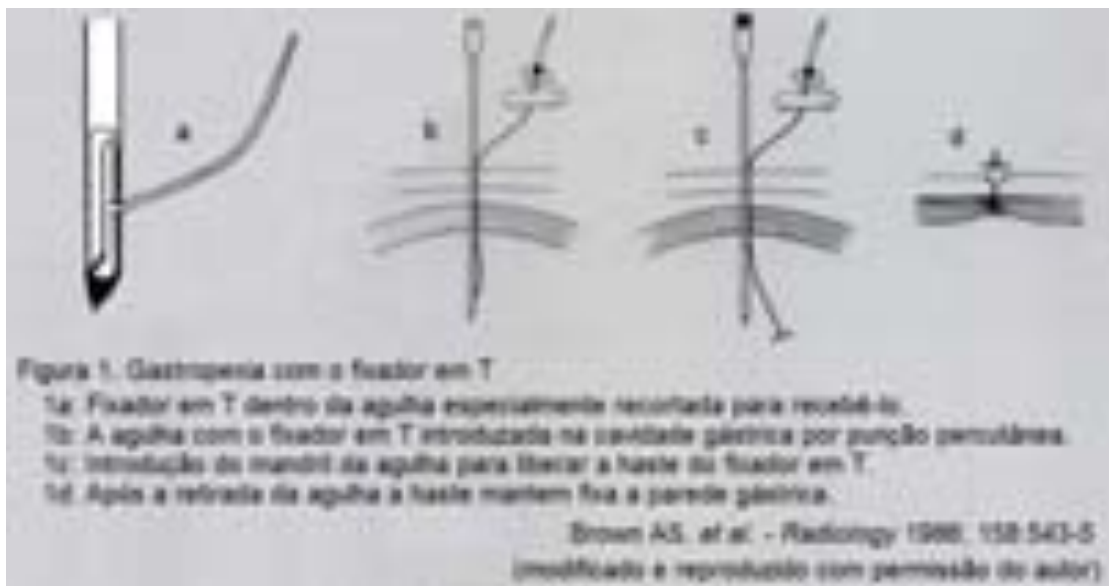 a
b
c
d
Figura 1. Gastropexia com o fixador em T
1a: Fixador em T dentro da agulha especialmente recortada para recebê-lo.
1b: A agulha com o fixador em T introduzada na cavidade gástrica por punção percutânea.
1c: Introdução do mandril da agulha para liberar a haste do fixador em T.
1d: Após a retirada da agulha a haste mantem fixa a parede gástrica.
Brown AS, et al. - Radiology 1986; 158:543-5
(modificado e reproduzido com permissão do autor)